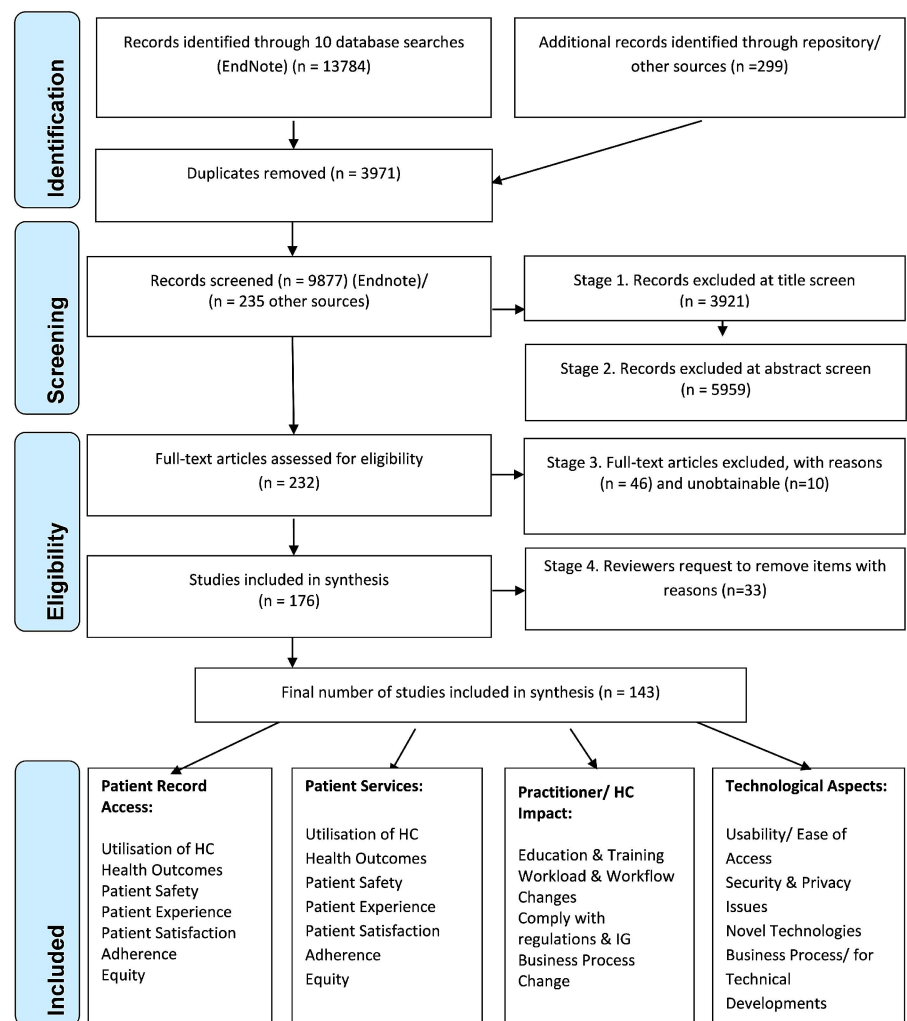 Identification
Records identified through 10 database searches
(EndNote) (n = 13784)
Additional records identified through repository/
other sources (n =299)
Duplicates removed (n = 3971)
Screening
Records screened (n = 9877) (Endnote)/
(n = 235 other sources)
Stage 1. Records excluded at title screen
(n = 3921)
Stage 2. Records excluded at abstract screen
(n = 5959)
Eligibility
Full-text articles assessed for eligibility
(n = 232)
Stage 3. Full-text articles excluded, with reasons
(n = 46) and unobtainable (n=10)
Studies included in synthesis
(n = 176)
Stage 4. Reviewers request to remove items with
reasons (n=33)
Final number of studies included in synthesis (n = 143)
Included
Patient Record
Access:
Utilisation of HC
Health Outcomes
Patient Safety
Patient Experience
Patient Satisfaction
Adherence
Equity
Patient Services:
Utilisation of HC
Health Outcomes
Patient Safety
Patient Experience
Patient Satisfaction
Adherence
Equity
Practitioner/ HC
Impact:
Education & Training
Workload & Workflow
Changes
Comply with
regulations & IG
Business Process
Change
Technological Aspects:
Usability/ Ease of
Access
Security & Privacy
Issues
Novel Technologies
Business Process/ for
Technical
Developments